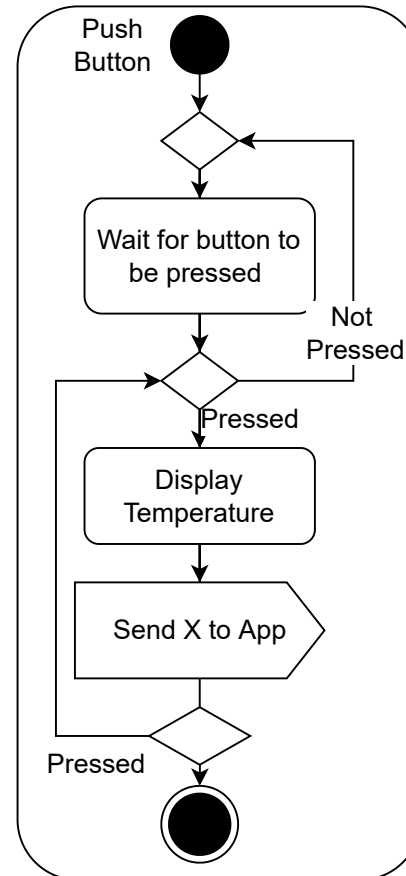 Push
Button
Wait for button to
be pressed
Not
Pressed
Pressed
Display
Temperature
Send X to App
Pressed